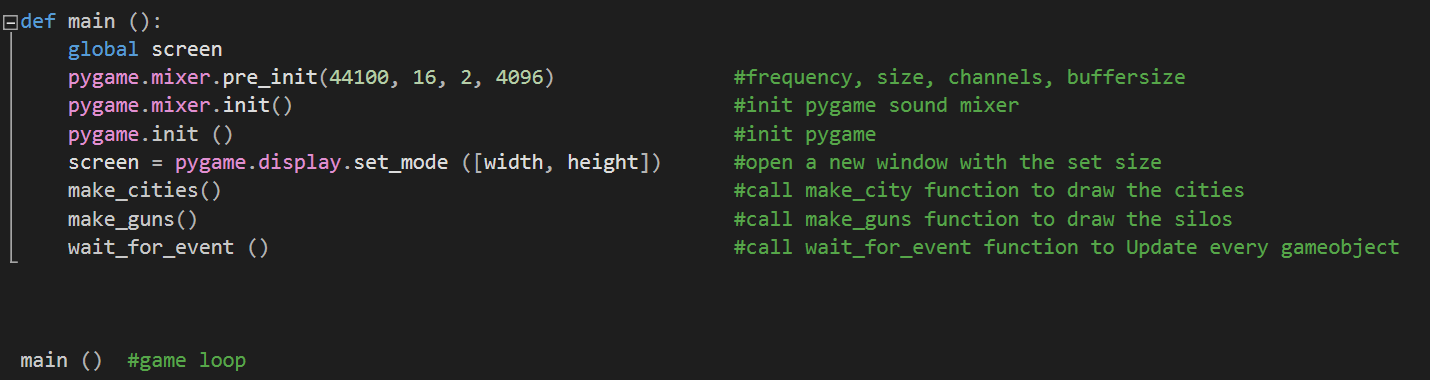 def main ():
global screen
pygame.mixer.pre_init(44100, 16, 2, 4096) #frequency, size, channels, buffersize
pygame.mixer.init() #init pygame sound mixer
pygame.init () #init pygame
screen = pygame.display.set_mode ([width, height]) #open a new window with the set size
make_cities() #call make_city function to draw the cities
make_guns() #call make_guns function to draw the silos
wait_for_event () #call wait_for_event function to Update every gameobject
main () #game loop